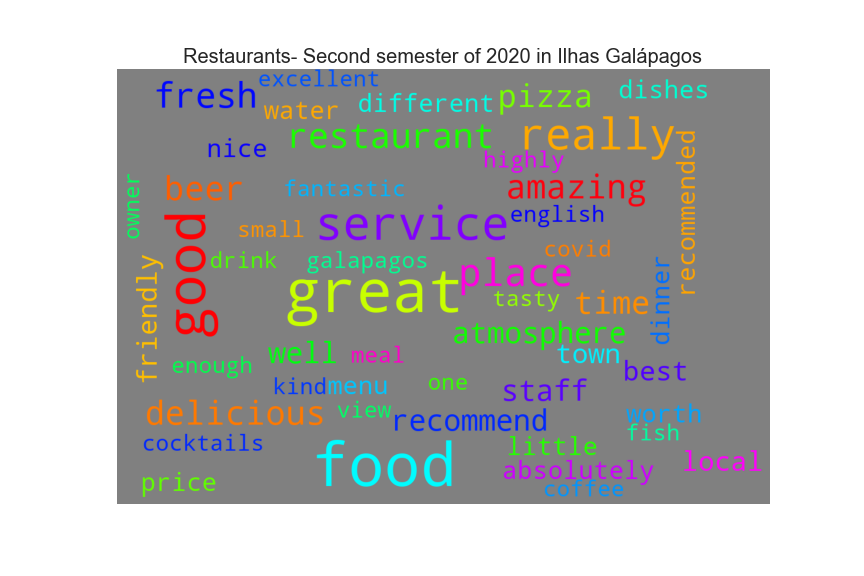 Restaurants- Second semester of 2020 in Ilhas Galápagos
excellent
fresh
water
different
pizza
dishes
restaurant
really
nice
highly
recommended
beer
fantastic
amazing
owner
good
small
service
english
drink
galapagos
covid
place
friendly
great
tasty
time
dinner
atmosphere
well
meal
town
enough
best
kind
menu
one
staff
delicious
view
recommend
worth
fish
cocktails
food
little
absolutely
local
price
coffee